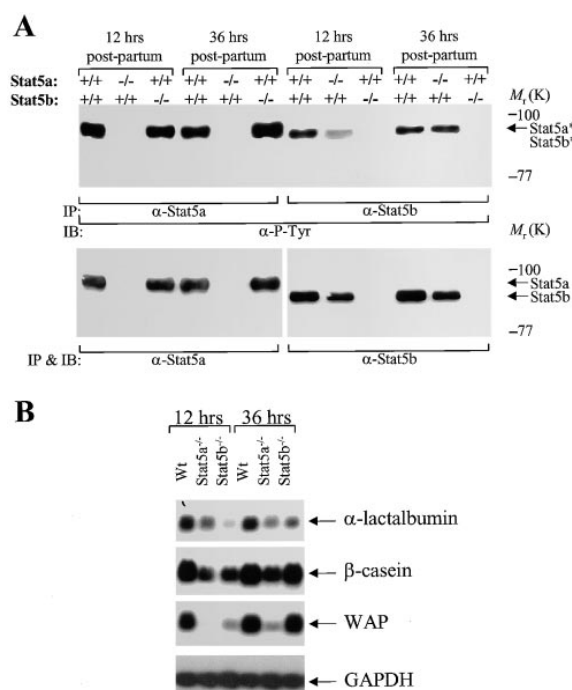 A
12 hrs 36 hrs 12 hrs 36 hrs
post-partum post-partum post-partum post-partum
Stat5a: +/+ -/- +/+ +/+ -/- +/+ +/+ -/- +/+ +/+ -/- +/+
Stat5b: +/+ +/+ -/- +/+ +/+ -/- +/+ +/+ -/- +/+ +/+ -/- Mr (K)
–100
Stat5a*
Stat5b*
–77
IP: α-Stat5a α-Stat5b
IB: α-P-Tyr Mr (K)
–100
Stat5a
Stat5b
–77
IP & IB: α-Stat5a α-Stat5b
B
12 hrs 36 hrs
Wt Stat5a-/- Stat5b-/- Wt Stat5a-/- Stat5b-/-
α-lactalbumin
β-casein
WAP
GAPDH